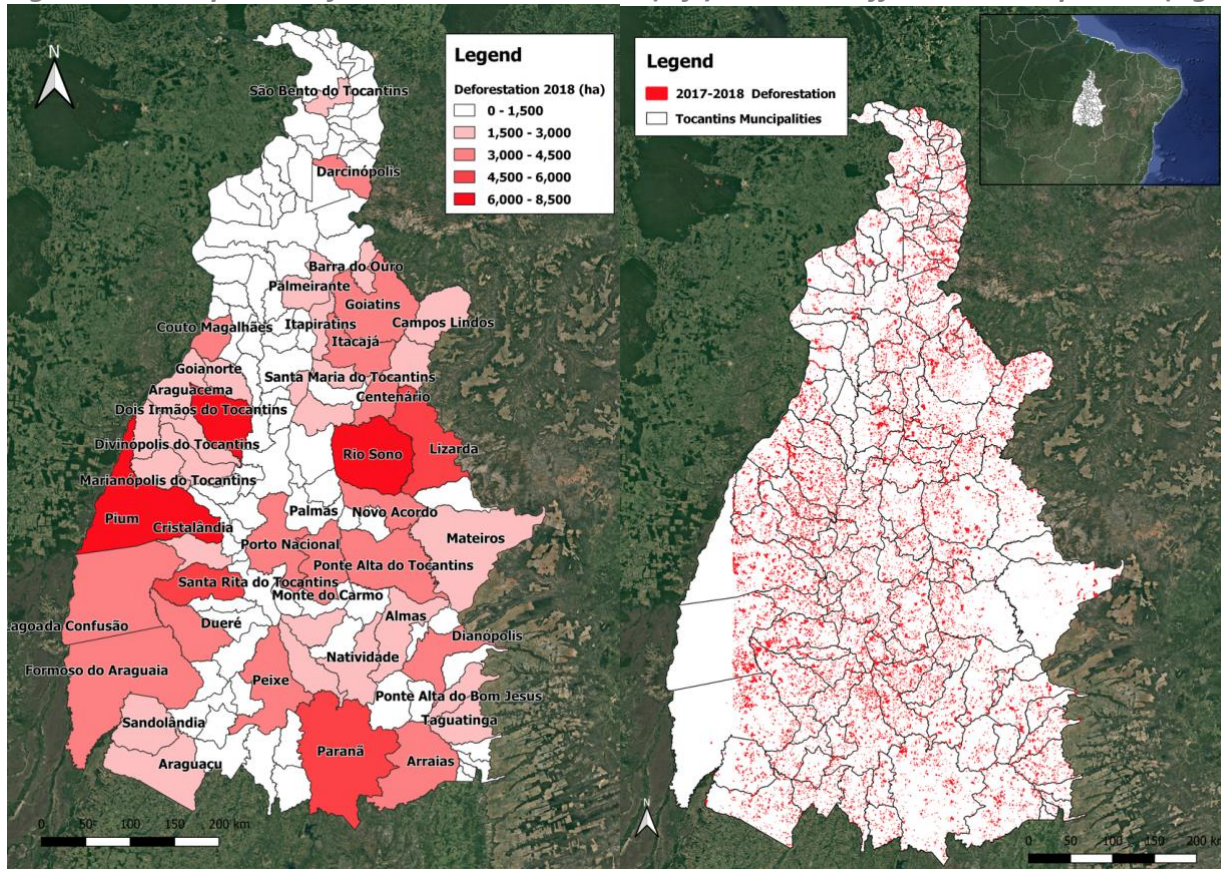 N
Legend
Deforestation 2018 (ha)
0 - 1,500
1,500 - 3,000
3,000 - 4,500
4,500 - 6,000
6,000 - 8,500
São Bento do Tocantins
Darcinópolis
Barra do Ouro
Palmeirante
Goiatins
Couto Magalhães
Itapiratins
Campos Lindos
Itacajá
Goianorte
Santa Maria do Tocantins
Araguacema
Centenário
Dois Irmãos do Tocantins
Divinópolis do Tocantins
Rio Sono
Lizarda
Marianópolis do Tocantins
Pium
Cristalândia
Palmas
Novo Acordo
Porto Nacional
Mateiros
Ponte Alta do Tocantins
Santa Rita do Tocantins
Monte do Carmo
Lagoa da Confusão
Dueré
Almas
Dianópolis
Natividade
Formoso do Araguaia
Peixe
Ponte Alta do Bom Jesus
Sandolândia
Taguatinga
Paranã
Araguaçu
Arraias
0 50 100 150 200 km
Legend
2017-2018 Deforestation
Tocantins Muncipalities
N
0 50 100 150 200 k